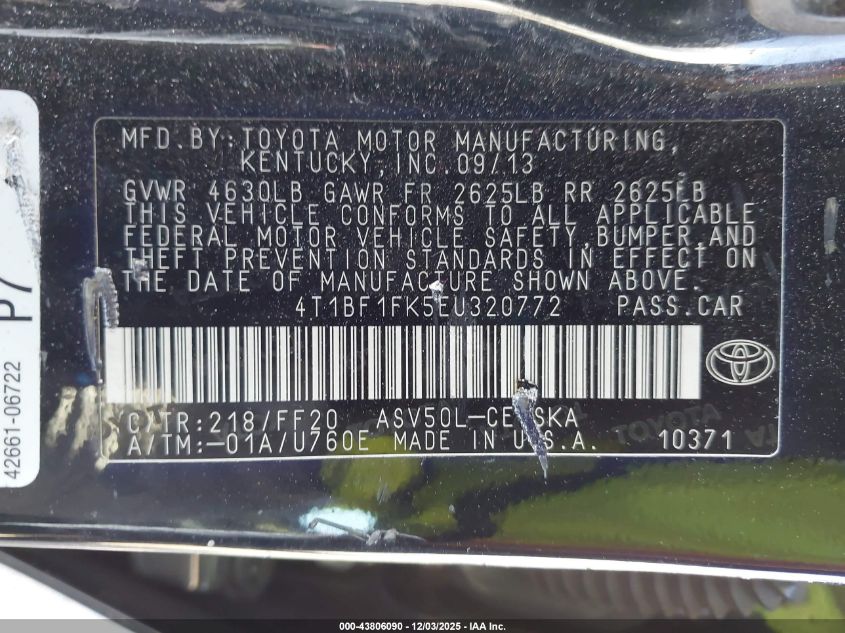 MFD.BY:TOYOTA MOTOR MANUFACTURING,
KENTUCKY,INC.09/13
GVWR 4630LB GAWR FR 2625LB RR 2625LB
THIS VEHICLE CONFORMS TO ALL APPLICABLE
FEDERAL MOTOR VEHICLE SAFETY,BUMPER,AND
THEFT PREVENTION STANDARDS IN EFFECT ON
THE DATE OF MANUFACTURE SHOWN ABOVE.
4T1BF1FK5EU320772 PASS.CAR
C/TR:218/FF20 ASV50L-
A/TM:-01A/U760E MADE IN U.S.A. 10371
TOYOTA
P7
42661-06722
000-43806090 - 12/03/2025 - IAA Inc.